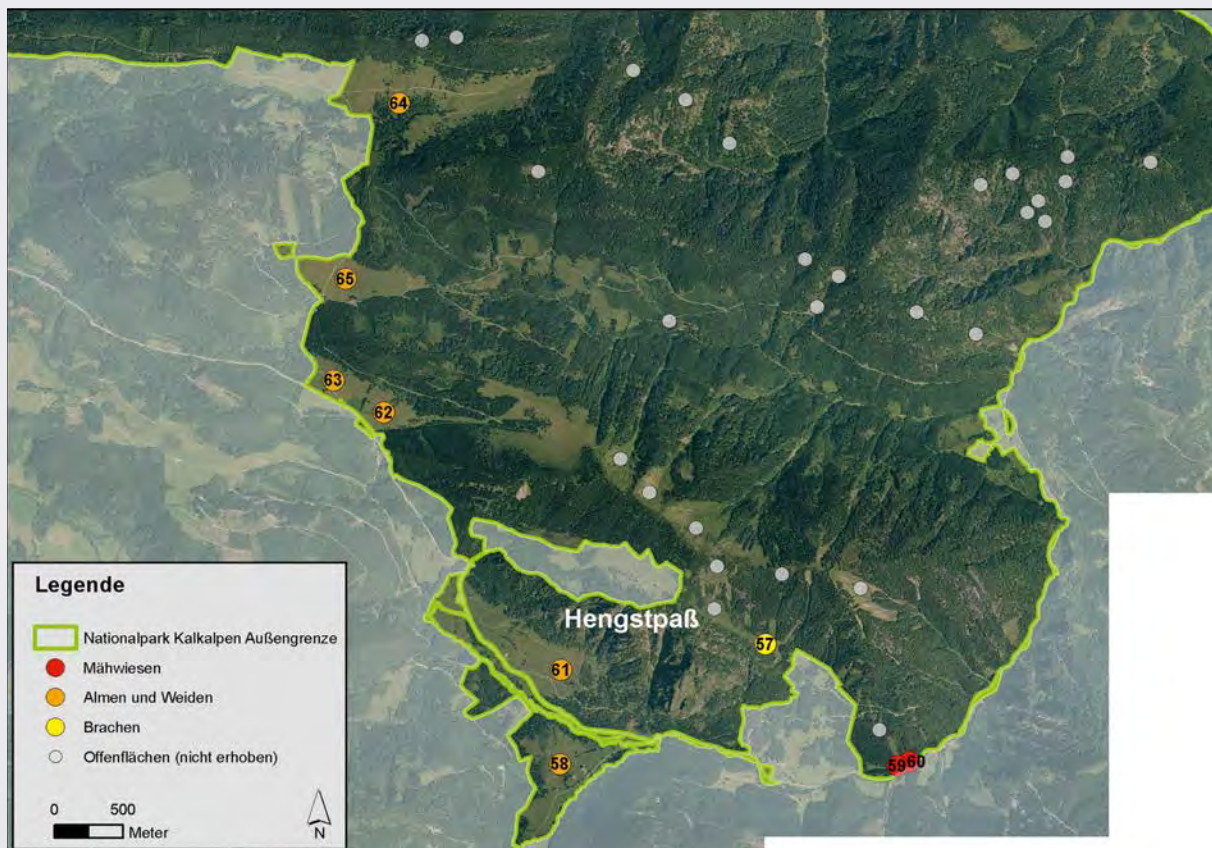 64
65
63
62
Hengstpaß
57
61
58
59
60
Legende
Nationalpark Kalkalpen Außengrenze
Mähwiesen
Almen und Weiden
Brachen
Offenflächen (nicht erhoben)
0 500
Meter
N